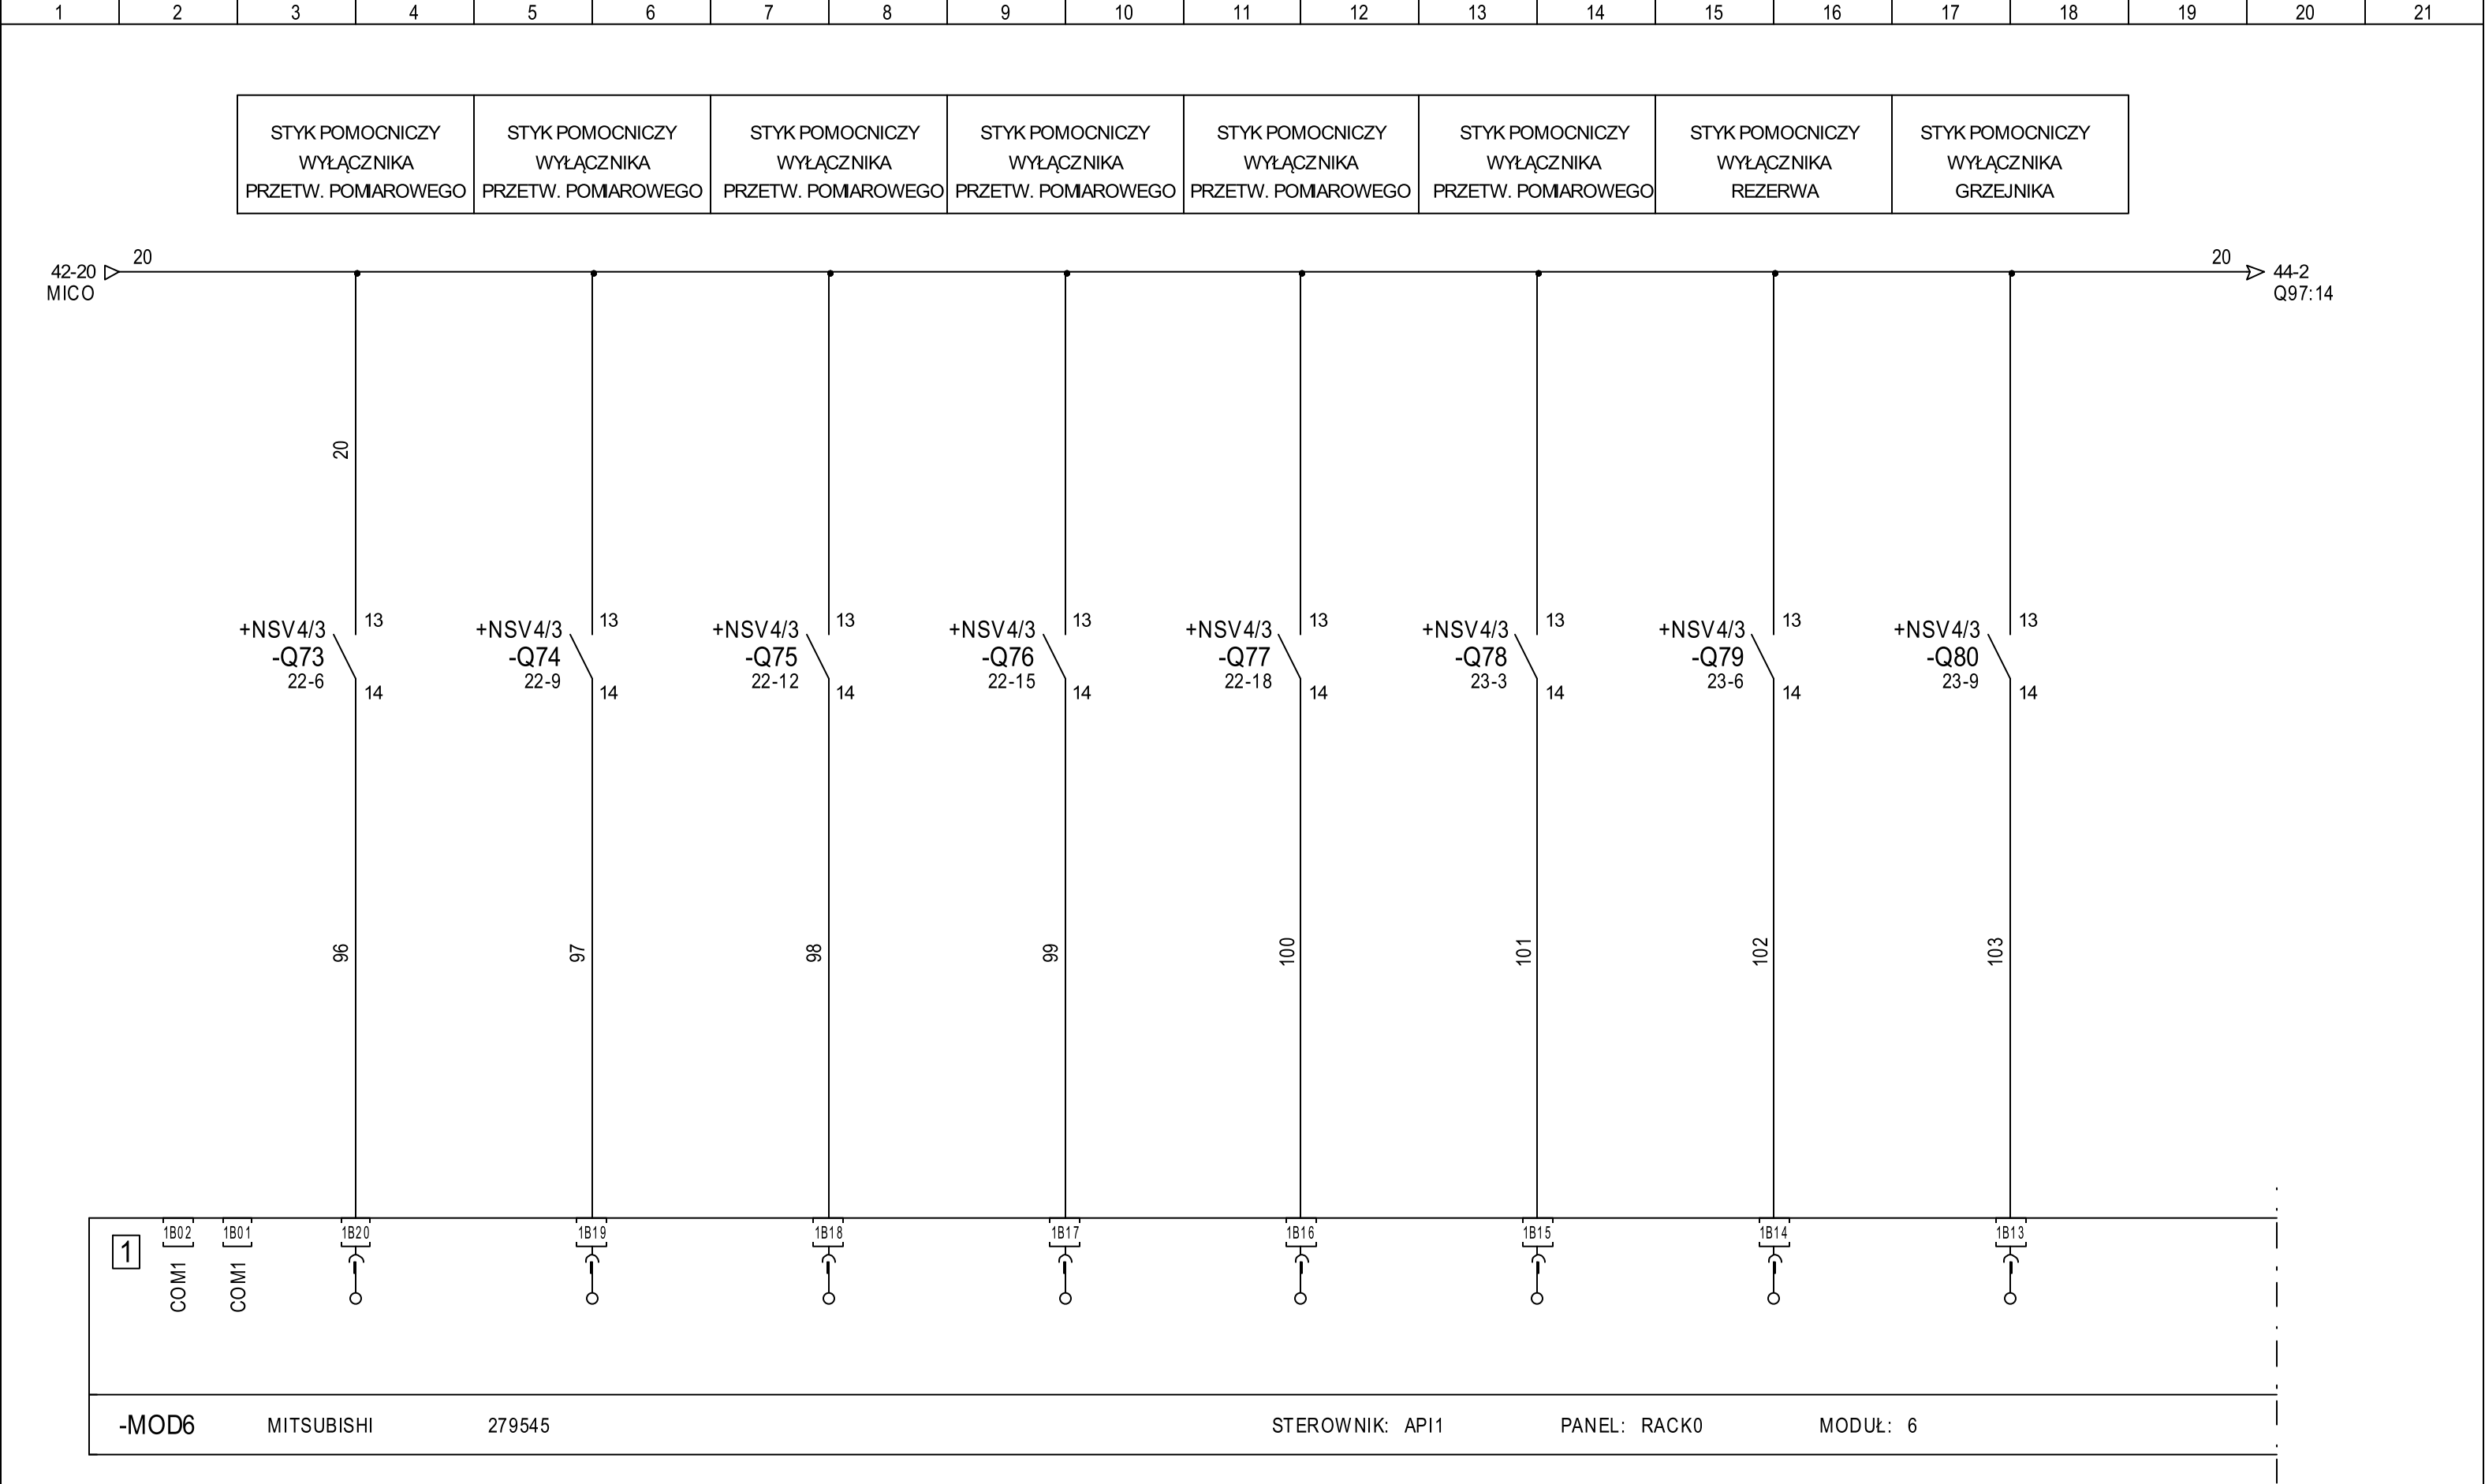 1 2 3 4 5 6 7 8 9 10 11 12 13 14 15 16 17 18 19 20 21
STYK POMOCNICZY
WYŁĄCZNIKA
PRZETW. POMIAROWEGO
STYK POMOCNICZY
WYŁĄCZNIKA
PRZETW. POMIAROWEGO
STYK POMOCNICZY
WYŁĄCZNIKA
PRZETW. POMIAROWEGO
STYK POMOCNICZY
WYŁĄCZNIKA
PRZETW. POMIAROWEGO
STYK POMOCNICZY
WYŁĄCZNIKA
PRZETW. POMIAROWEGO
STYK POMOCNICZY
WYŁĄCZNIKA
PRZETW. POMIAROWEGO
STYK POMOCNICZY
WYŁĄCZNIKA
REZERWA
STYK POMOCNICZY
WYŁĄCZNIKA
GRZEJNIKA
42-20
MICO
20
20
44-2
Q97:14
20
+NSV4/3
-Q73
22-6
13
14
+NSV4/3
-Q74
22-9
13
14
+NSV4/3
-Q75
22-12
13
14
+NSV4/3
-Q76
22-15
13
14
+NSV4/3
-Q77
22-18
13
14
+NSV4/3
-Q78
23-3
13
14
+NSV4/3
-Q79
23-6
13
14
+NSV4/3
-Q80
23-9
13
14
96 97 98 99 100 101 102 103
1B02 1B01 1B20 1B19 1B18 1B17 1B16 1B15 1B14 1B13
1
COM1
COM1
-MOD6 MITSUBISHI 279545 STEROWNIK: API1 PANEL: RACK0 MODUŁ: 6